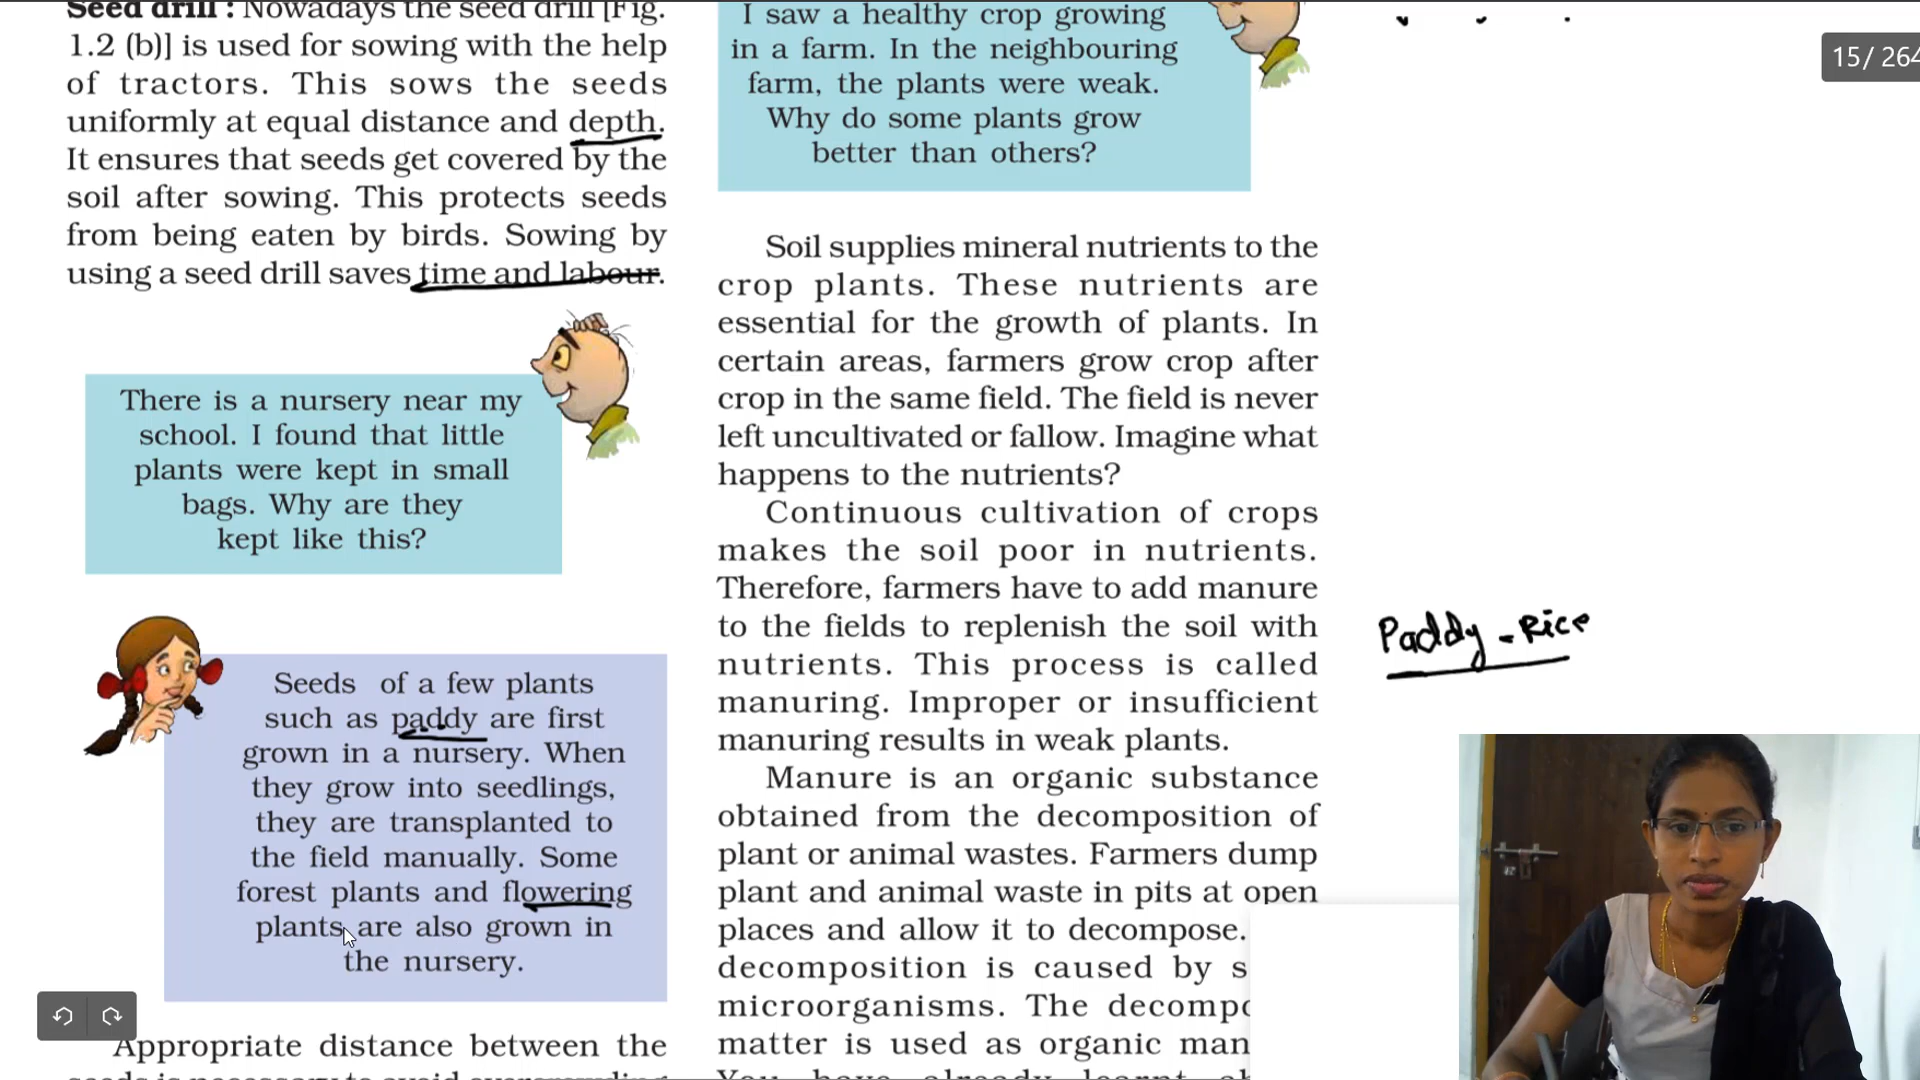 Seed drill : Nowadays the seed drill [Fig.
1.2 (b)] is used for sowing with the help
of tractors. This sows the seeds
uniformly at equal distance and depth.
It ensures that seeds get covered by the
soil after sowing. This protects seeds
from being eaten by birds. Sowing by
using a seed drill saves time and labour.
There is a nursery near my
school. I found that little
plants were kept in small
bags. Why are they
kept like this?
Seeds of a few plants
such as paddy are first
grown in a nursery. When
they grow into seedlings,
they are transplanted to
the field manually. Some
forest plants and flowering
plants are also grown in
the nursery.
Appropriate distance between the
I saw a healthy crop growing
in a farm. In the neighbouring
farm, the plants were weak.
Why do some plants grow
better than others?
Soil supplies mineral nutrients to the
crop plants. These nutrients are
essential for the growth of plants. In
certain areas, farmers grow crop after
crop in the same field. The field is never
left uncultivated or fallow. Imagine what
happens to the nutrients?
Continuous cultivation of crops
makes the soil poor in nutrients.
Therefore, farmers have to add manure
to the fields to replenish the soil with
nutrients. This process is called
manuring. Improper or insufficient
manuring results in weak plants.
Manure is an organic substance
obtained from the decomposition of
plant or animal wastes. Farmers dump
plant and animal waste in pits at open
places and allow it to decompose.
decomposition is caused by s
microorganisms. The decompo
matter is used as organic man
You have already learnt
15/ 264
Paddy - Rice